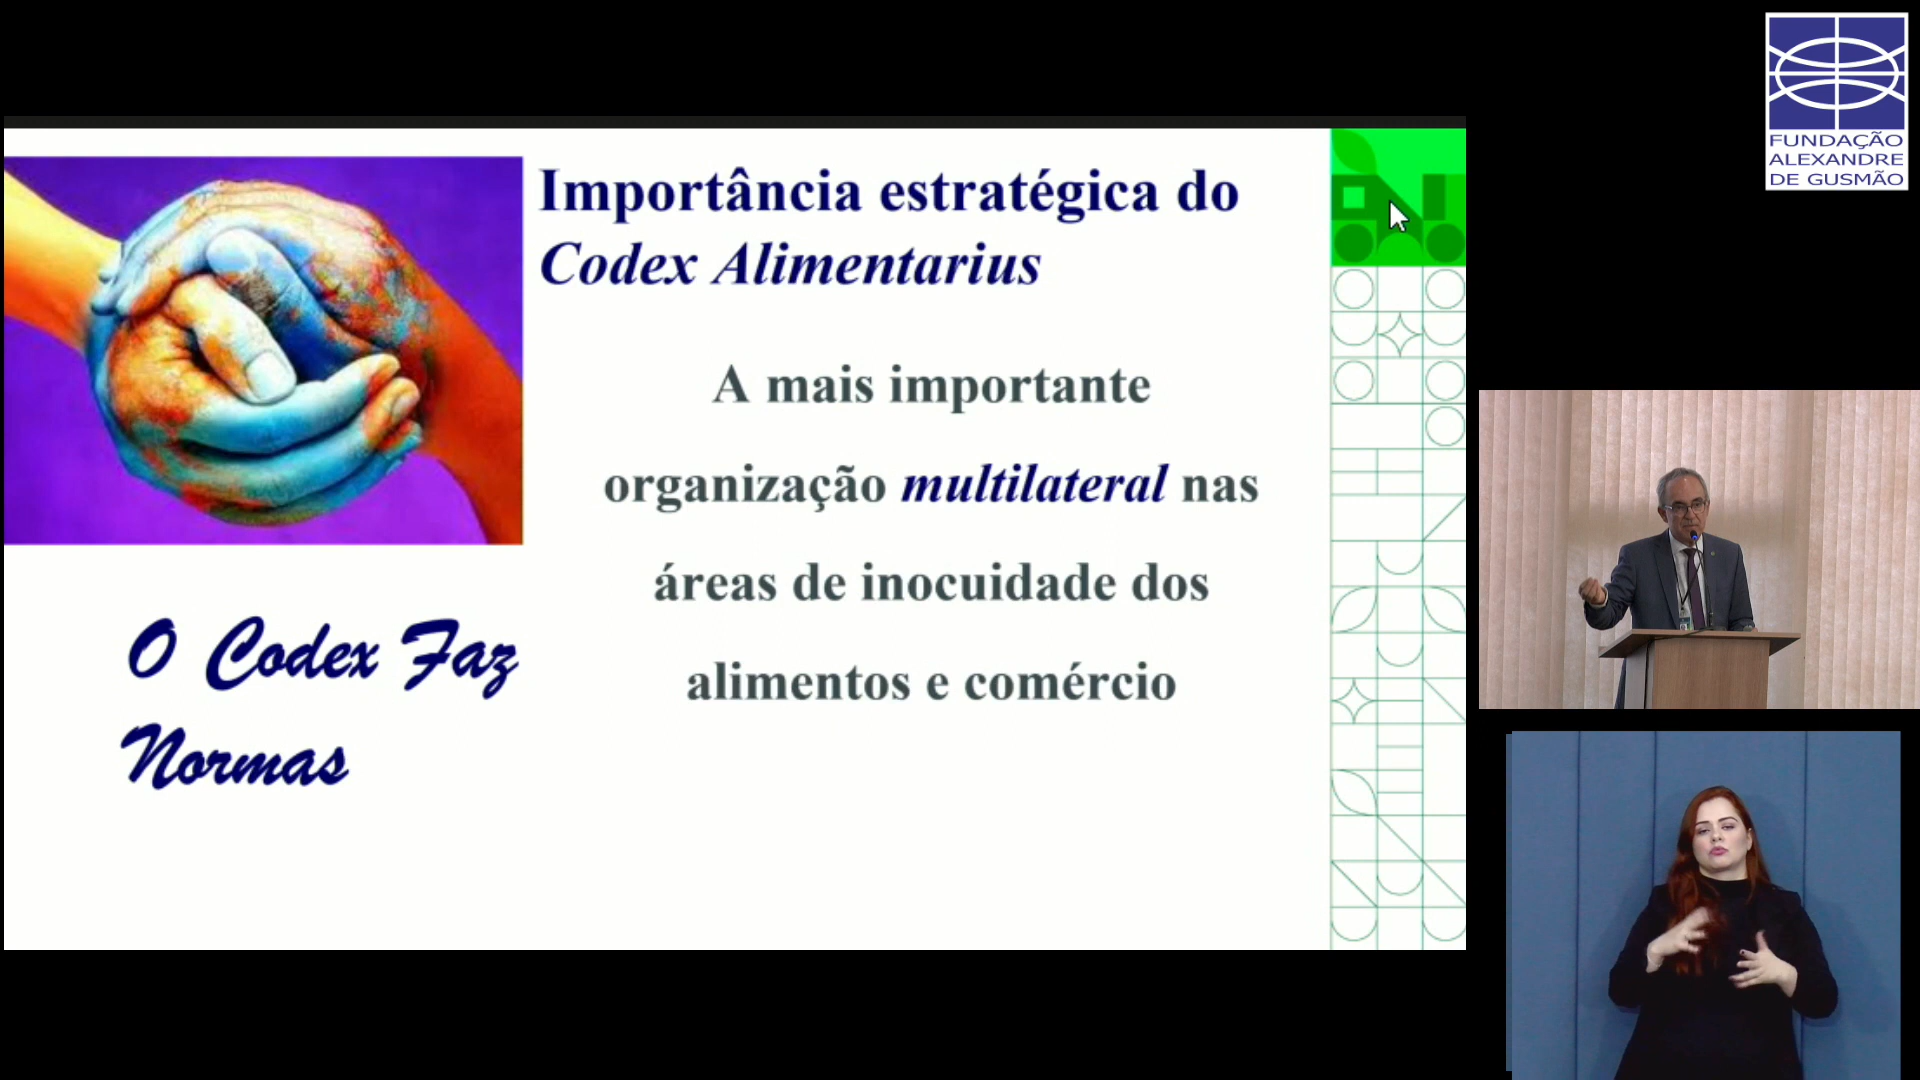 Importância estratégica do
Codex Alimentarius
A mais importante
organização multilateral nas
áreas de inocuidade dos
alimentos e comércio
O Codex Faz
Normas
FUNDAÇÃO
ALEXANDRE
DE GUSMÃO